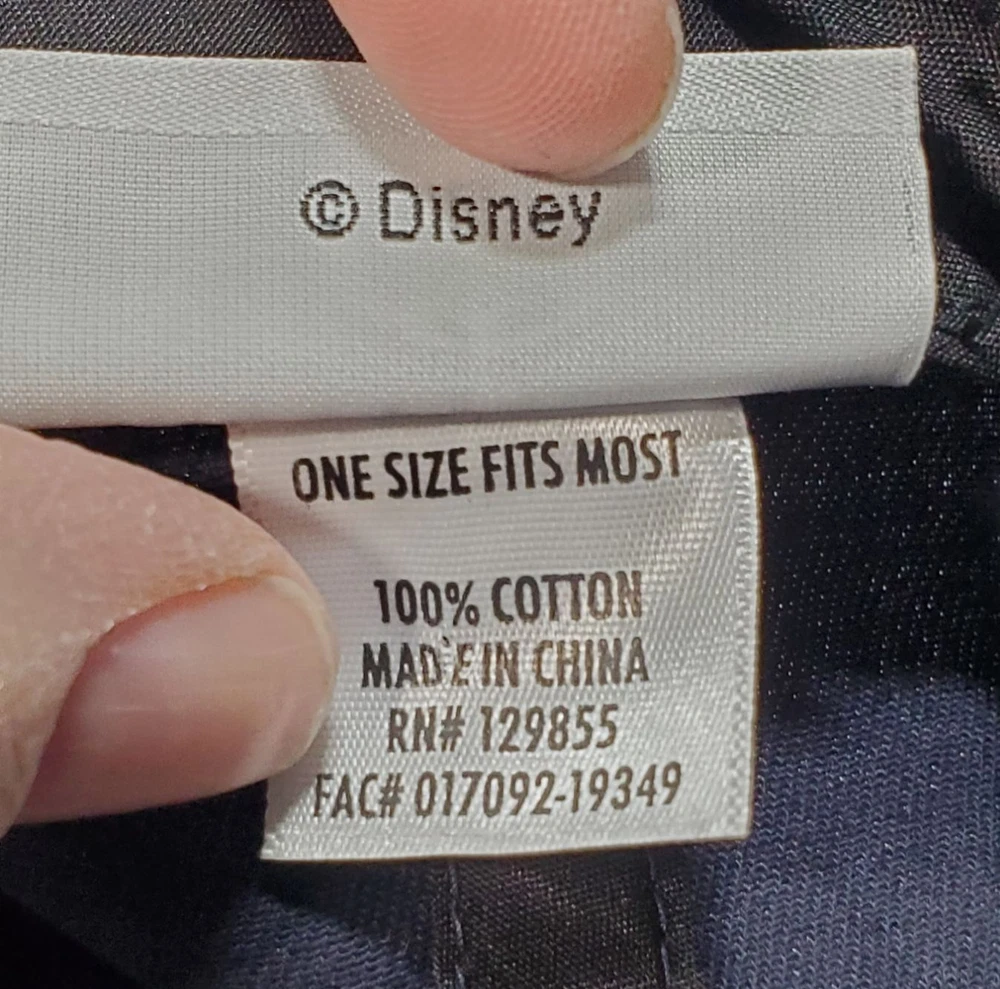 © Disney
ONE SIZE FITS MOST
100% COTTON
MADE IN CHINA
RN# 129855
FAC# 017092-19349